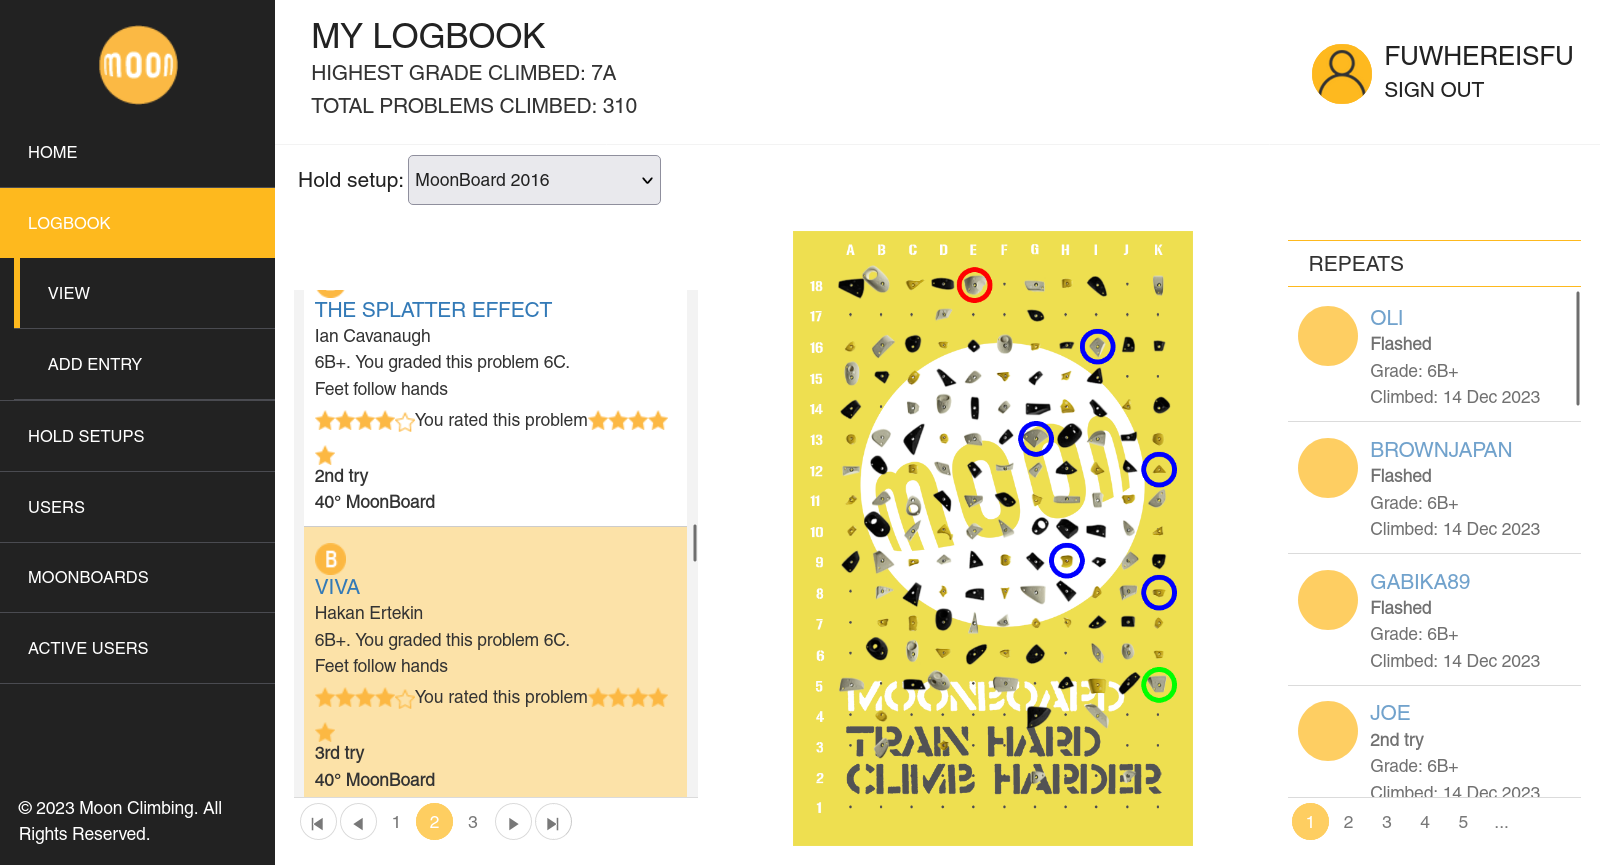 moon
HOME
LOGBOOK
VIEW
ADD ENTRY
HOLD SETUPS
USERS
MOONBOARDS
ACTIVE USERS
© 2023 Moon Climbing. All
Rights Reserved.
MY LOGBOOK
HIGHEST GRADE CLIMBED: 7A
TOTAL PROBLEMS CLIMBED: 310
FUWHEREISFU
SIGN OUT
Hold setup: MoonBoard 2016
THE SPLATTER EFFECT
Ian Cavanaugh
6B+. You graded this problem 6C.
Feet follow hands
You rated this problem
2nd try
40° MoonBoard
B
VIVA
Hakan Ertekin
6B+. You graded this problem 6C.
Feet follow hands
You rated this problem
3rd try
40° MoonBoard
1 2 3
A B C D E F G H I J K
18
17
16
15
14
13
12
11
10
9
8
7
6
5
4
3
2
1
moon
MOONBOARD
TRAIN HARD
CLIMB HARDER
REPEATS
OLI
Flashed
Grade: 6B+
Climbed: 14 Dec 2023
BROWNJAPAN
Flashed
Grade: 6B+
Climbed: 14 Dec 2023
GABIKA89
Flashed
Grade: 6B+
Climbed: 14 Dec 2023
JOE
2nd try
Grade: 6B+
Climbed: 14 Dec 2023
1 2 3 4 5 ...